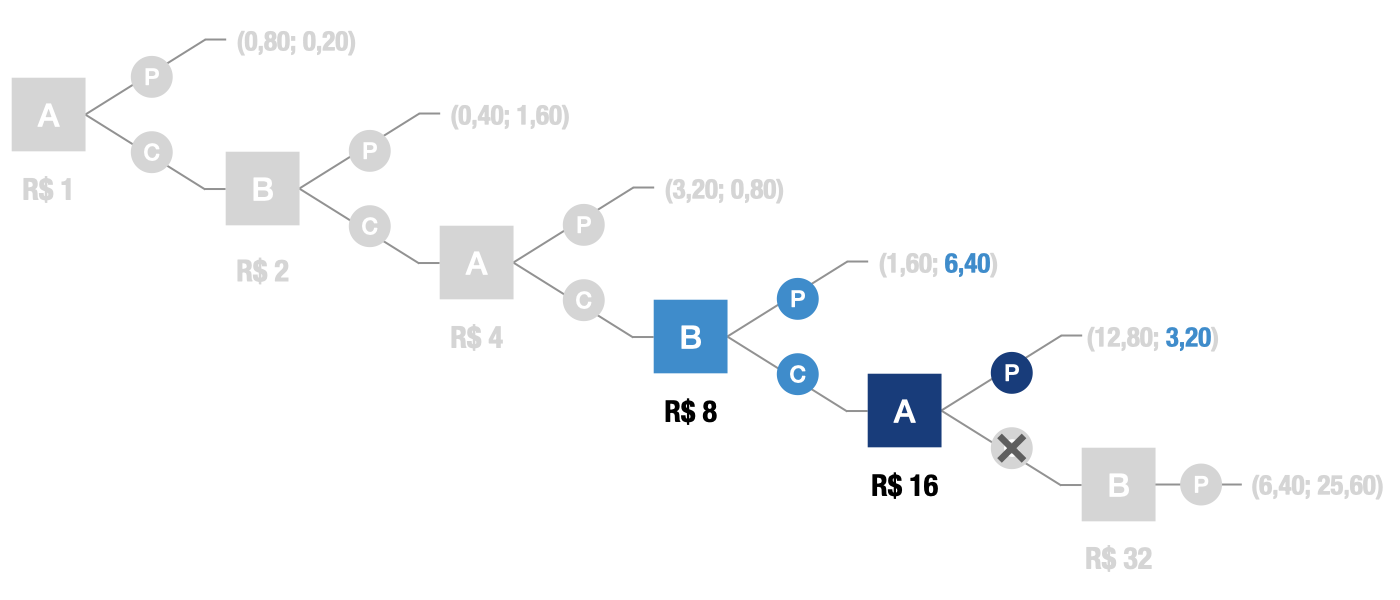 P
(0,80; 0,20)
A
C
R$ 1
P
(0,40; 1,60)
B
C
R$ 2
P
(3,20; 0,80)
A
C
R$ 4
P
(1,60; 6,40)
B
C
R$ 8
P
(12,80; 3,20)
A
R$ 16
B
P
(6,40; 25,60)
R$ 32